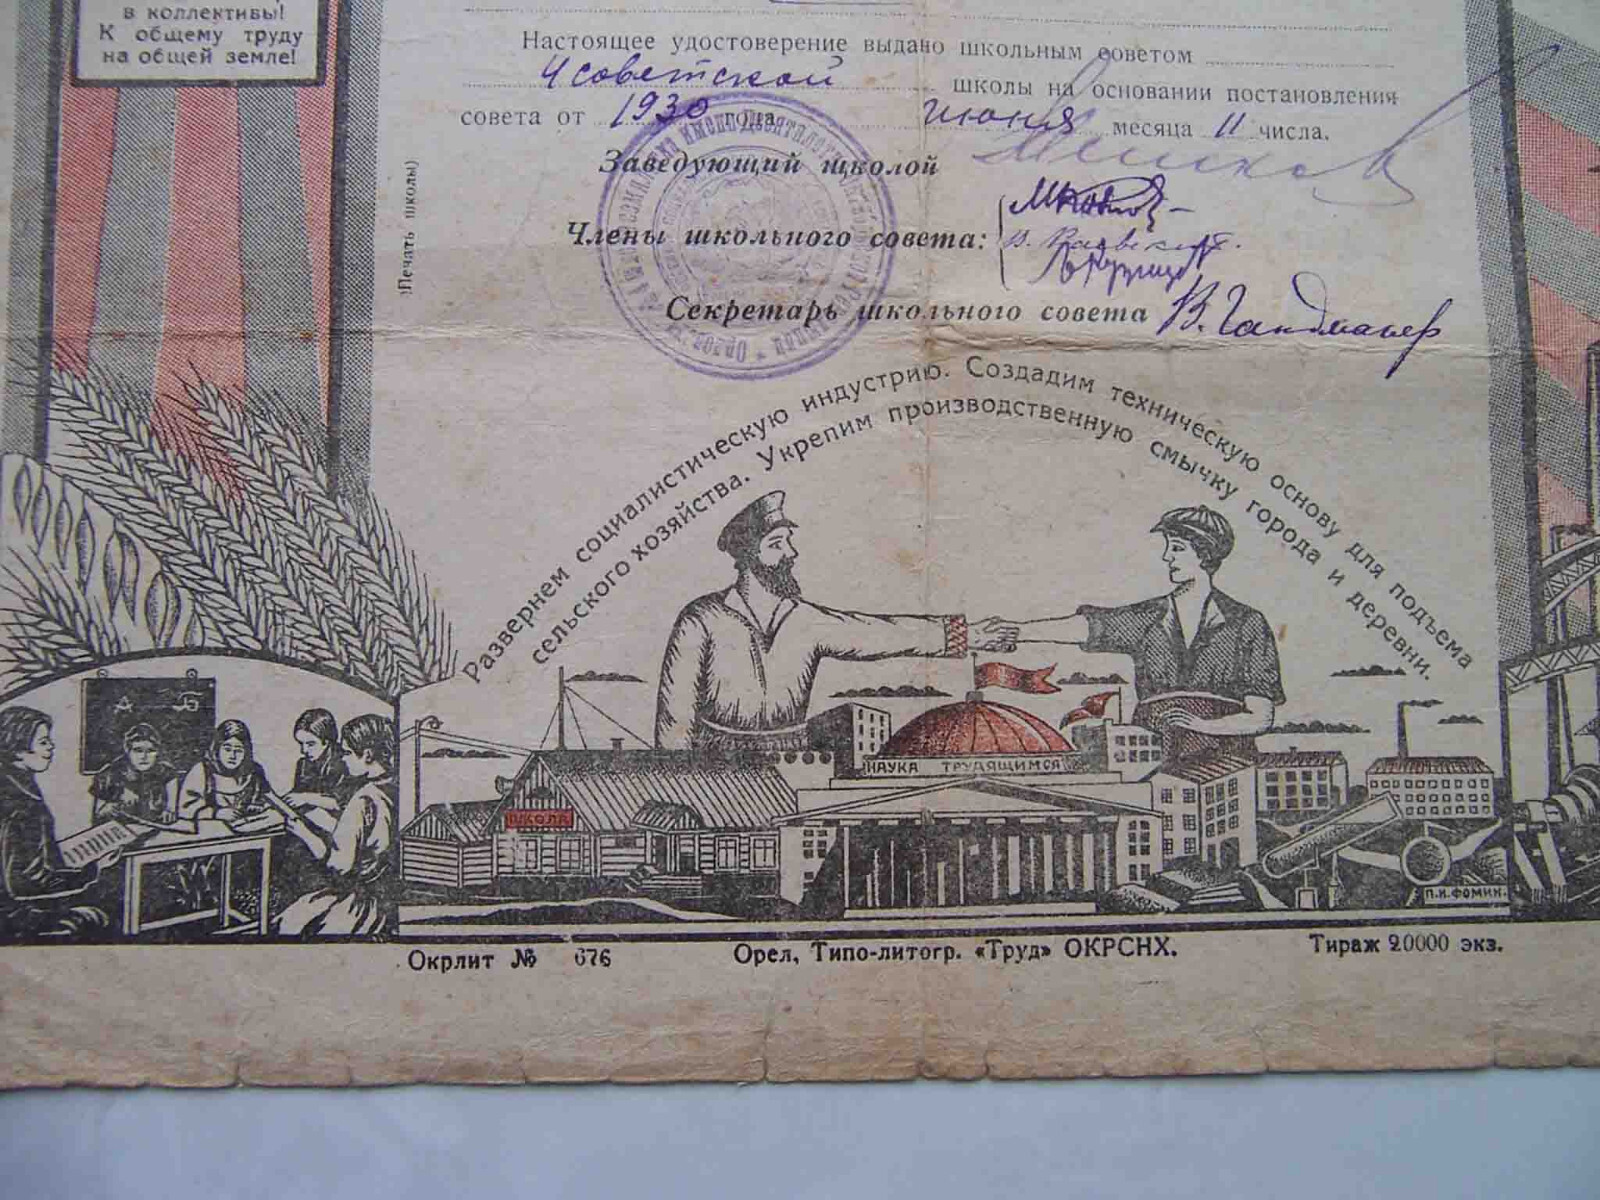 в коллективы!
К общему труду
на общей земле!
Настоящее удостоверение выдано школьным советом
4 советской школы на основании постановления
совета от 1930 года июня месяца 11 числа.
Заведующий школой
(Печать школы)
Члены школьного совета:
Секретарь школьного совета В. Гандмаер
Развернем социалистическую индустрию. Создадим техническую основу для подъема
сельского хозяйства. Укрепим производственную смычку города и деревни.
А Б
НАУКА ТРУДЯЩИМСЯ
ШКОЛА
П.И.ФОМИН.
Окрлит № 676
Орел, Типо-литогр. «Труд» ОКРСНХ.
Тираж 20000 экз.